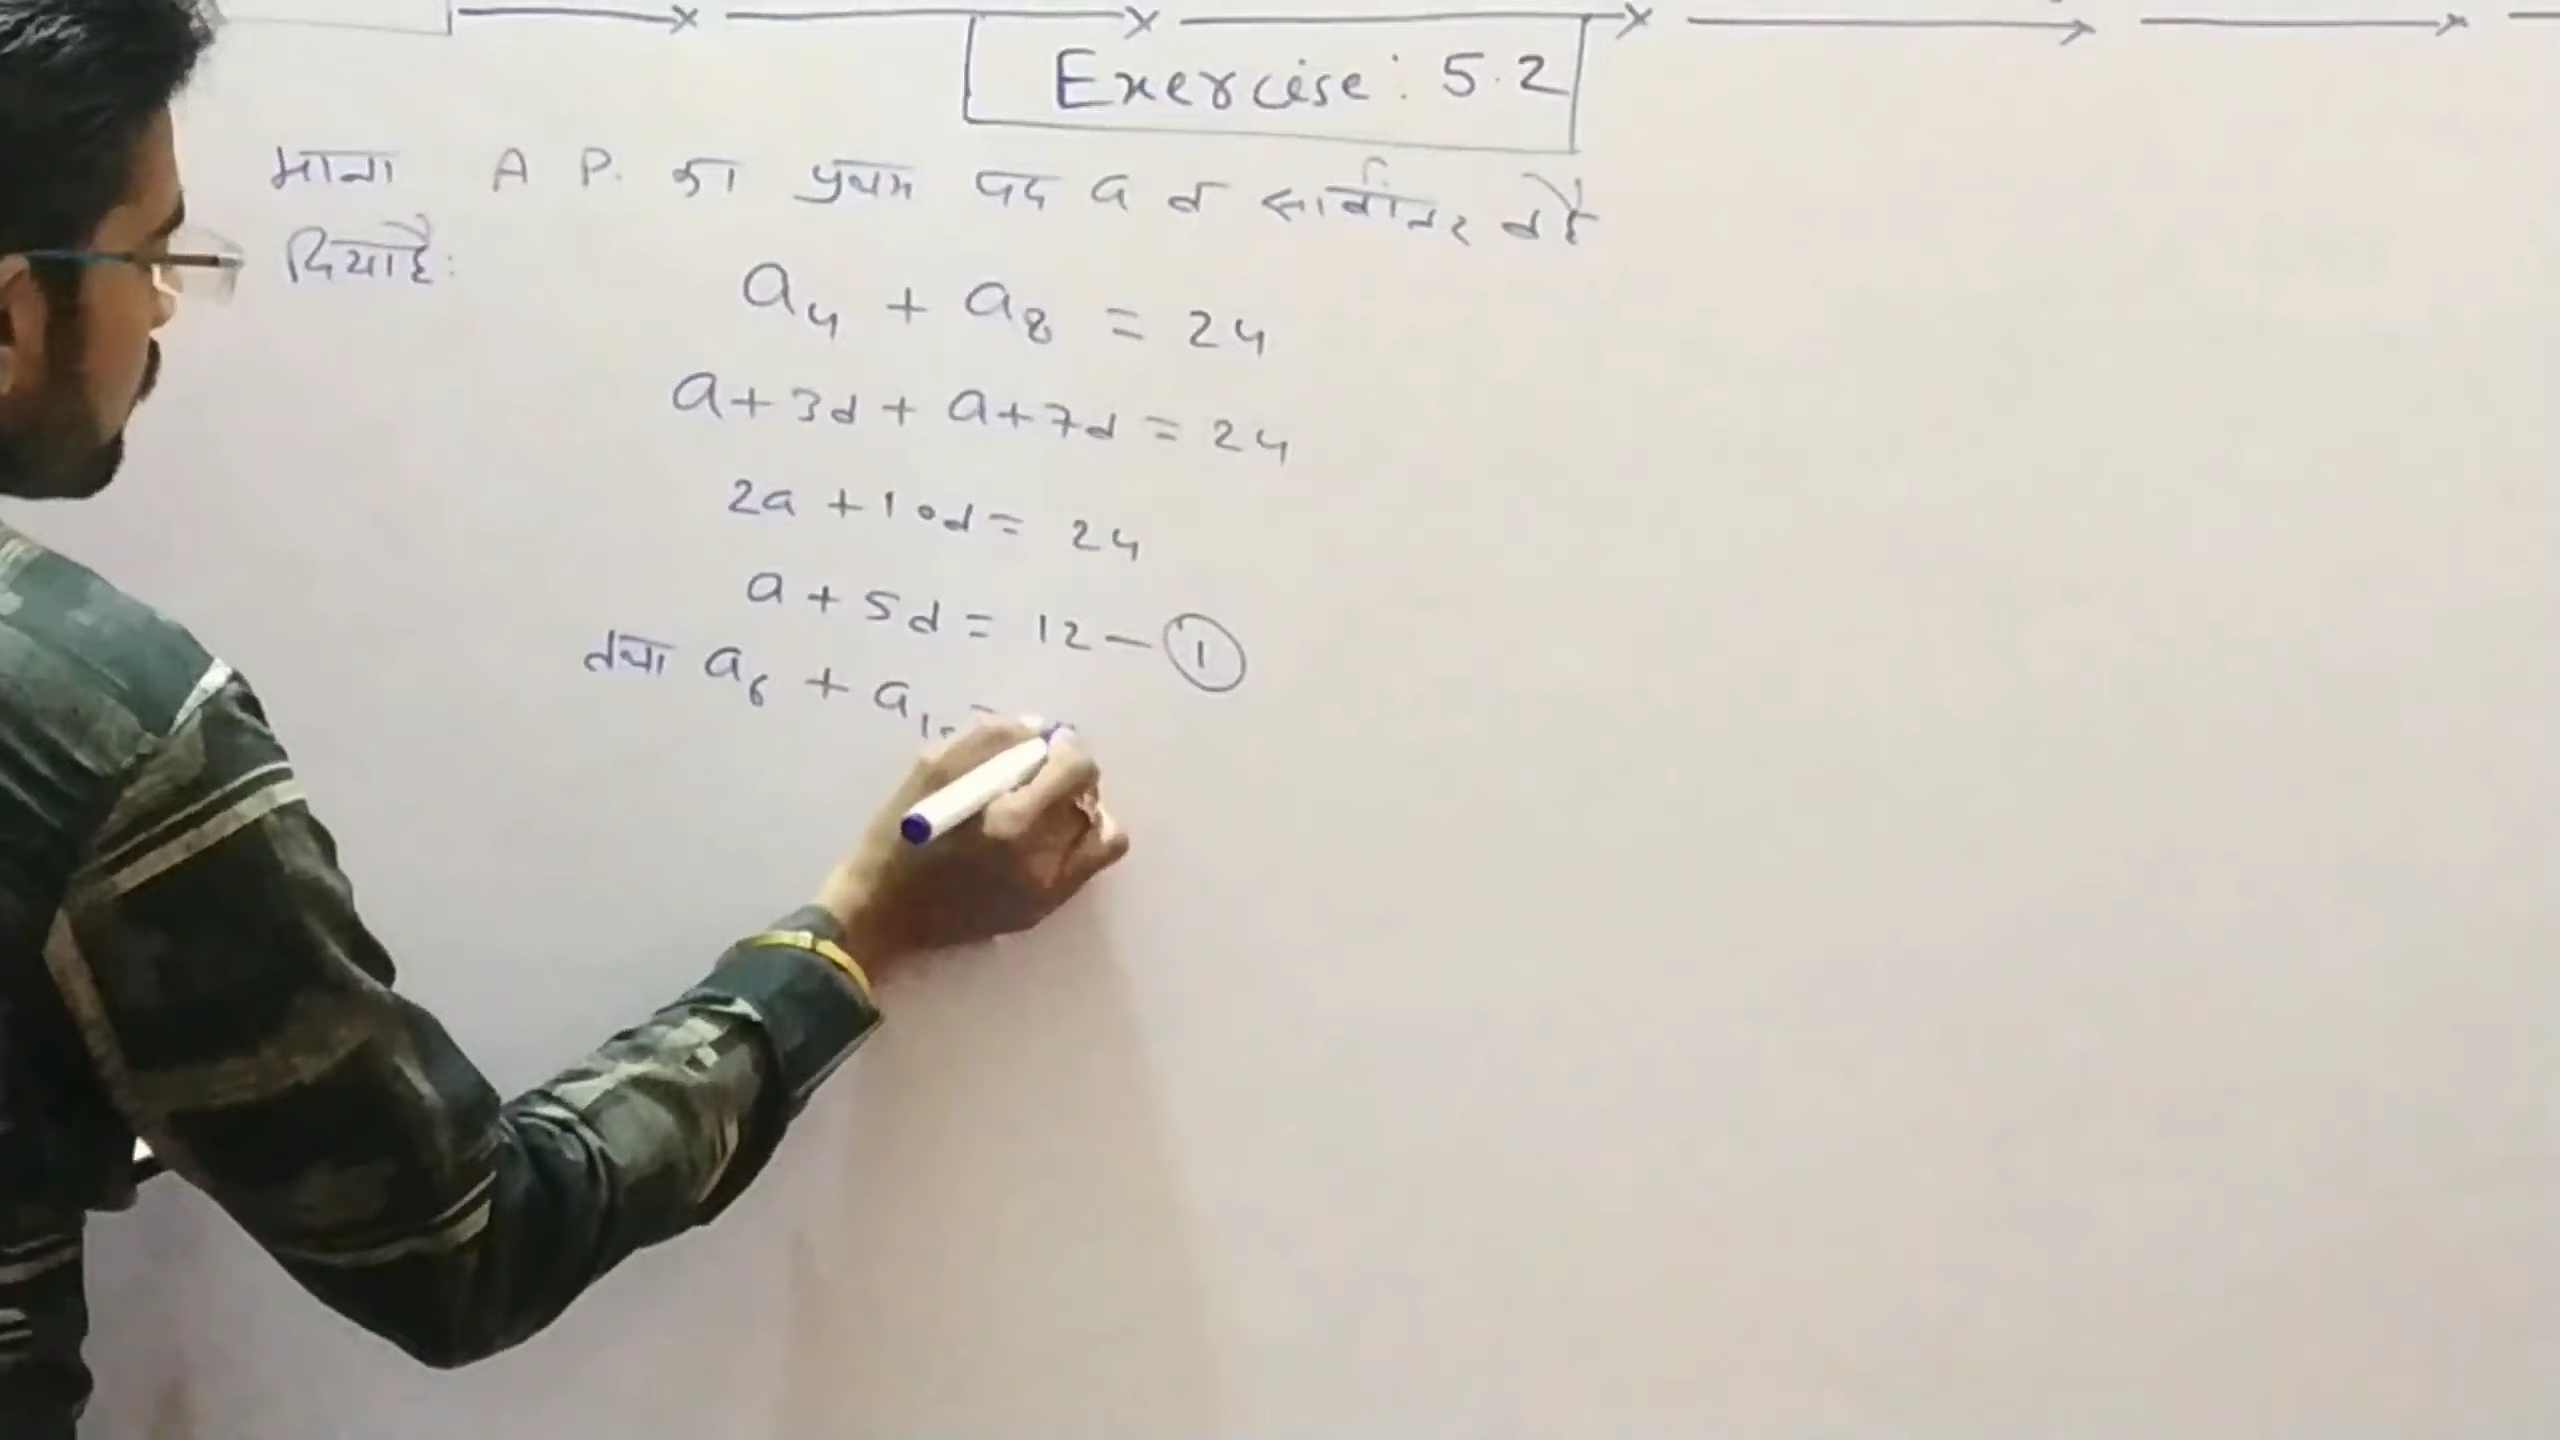 Exercise: 5.2
माना A P. का प्रथम पद a व सार्वान्तर d है
दिया है:
a₄ + a₈ = 24
a + 3d + a + 7d = 24
2a + 10d = 24
a + 5d = 12 — ①
तथा a₆ + a₁₀ =